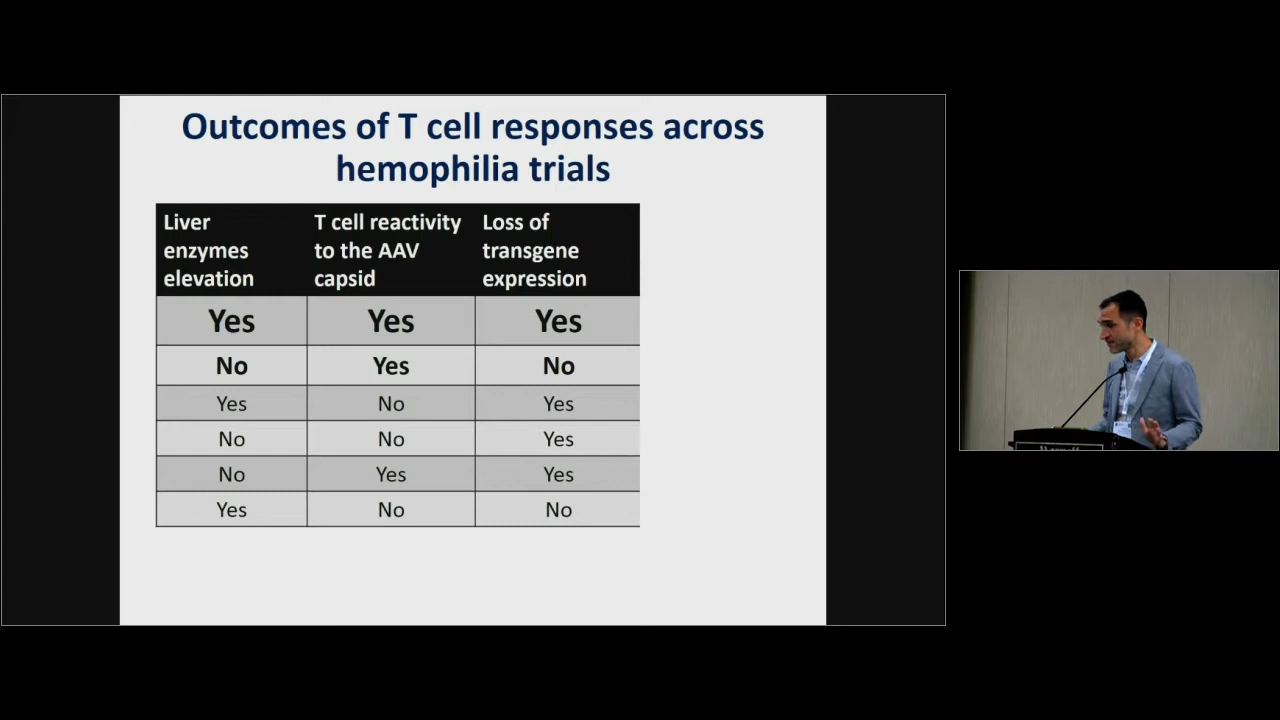 Outcomes of T cell responses across
hemophilia trials
Liver enzymes elevation
T cell reactivity to the AAV capsid
Loss of transgene expression
Yes Yes Yes
No Yes No
Yes No Yes
No No Yes
No Yes Yes
Yes No No